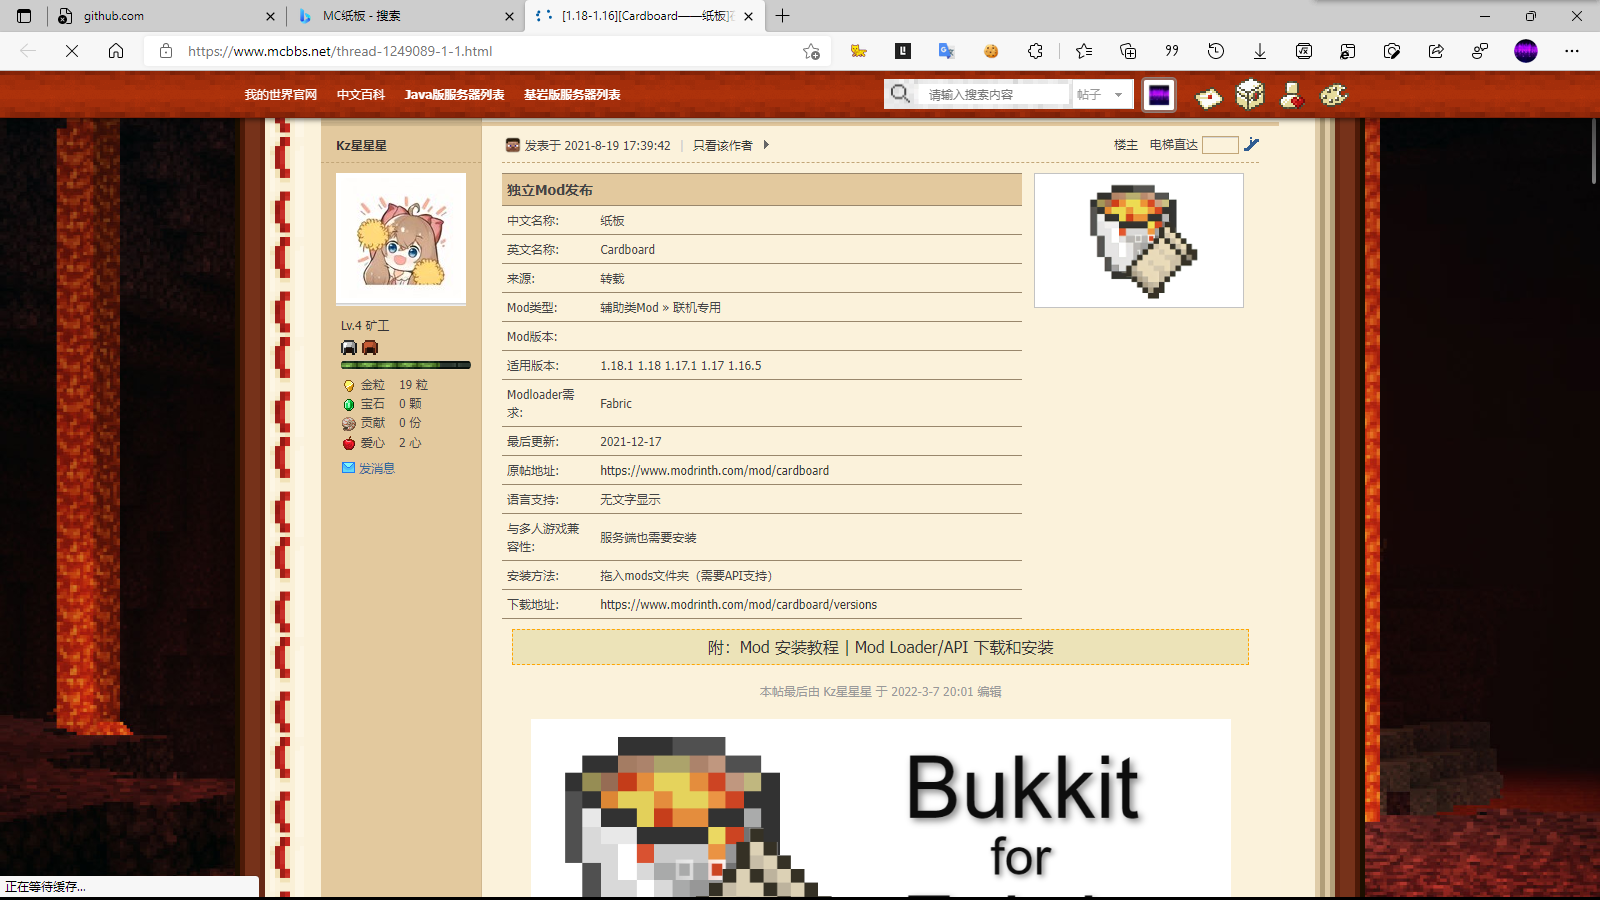 github.com
MC纸板 - 搜索
[1.18-1.16][Cardboard——纸板]
https://www.mcbbs.net/thread-1249089-1-1.html
我的世界官网 中文百科 Java版服务器列表 基岩版服务器列表
请输入搜索内容 帖子
Kz星星星
发表于 2021-8-19 17:39:42 | 只看该作者
楼主 电梯直达
独立Mod发布
中文名称: 纸板
英文名称: Cardboard
来源: 转载
Mod类型: 辅助类Mod » 联机专用
Mod版本:
适用版本: 1.18.1 1.18 1.17.1 1.17 1.16.5
Modloader需
求:
Fabric
最后更新: 2021-12-17
原帖地址: https://www.modrinth.com/mod/cardboard
语言支持: 无文字显示
与多人游戏兼
容性:
服务端也需要安装
安装方法: 拖入mods文件夹（需要API支持）
下载地址: https://www.modrinth.com/mod/cardboard/versions
Lv.4 矿工
金粒 19 粒
宝石 0 颗
贡献 0 份
爱心 2 心
发消息
附：Mod 安装教程 | Mod Loader/API 下载和安装
本帖最后由 Kz星星星 于 2022-3-7 20:01 编辑
Bukkit
for
正在等待缓存...